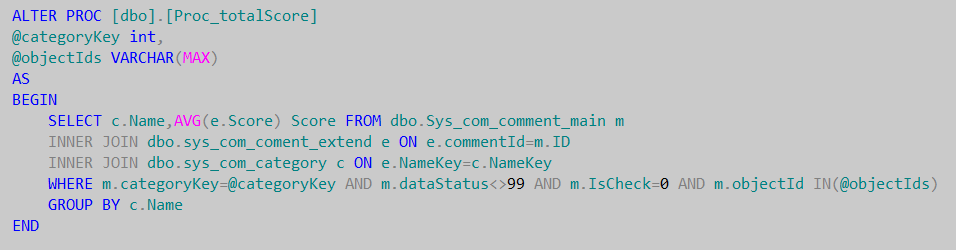 ALTER PROC [dbo].[Proc_totalScore]
@categoryKey int,
@objectIds VARCHAR(MAX)
AS
BEGIN
SELECT c.Name,AVG(e.Score) Score FROM dbo.Sys_com_comment_main m
INNER JOIN dbo.sys_com_coment_extend e ON e.commentId=m.ID
INNER JOIN dbo.sys_com_category c ON e.NameKey=c.NameKey
WHERE m.categoryKey=@categoryKey AND m.dataStatus<>99 AND m.IsCheck=0 AND m.objectId IN(@objectIds)
GROUP BY c.Name
END